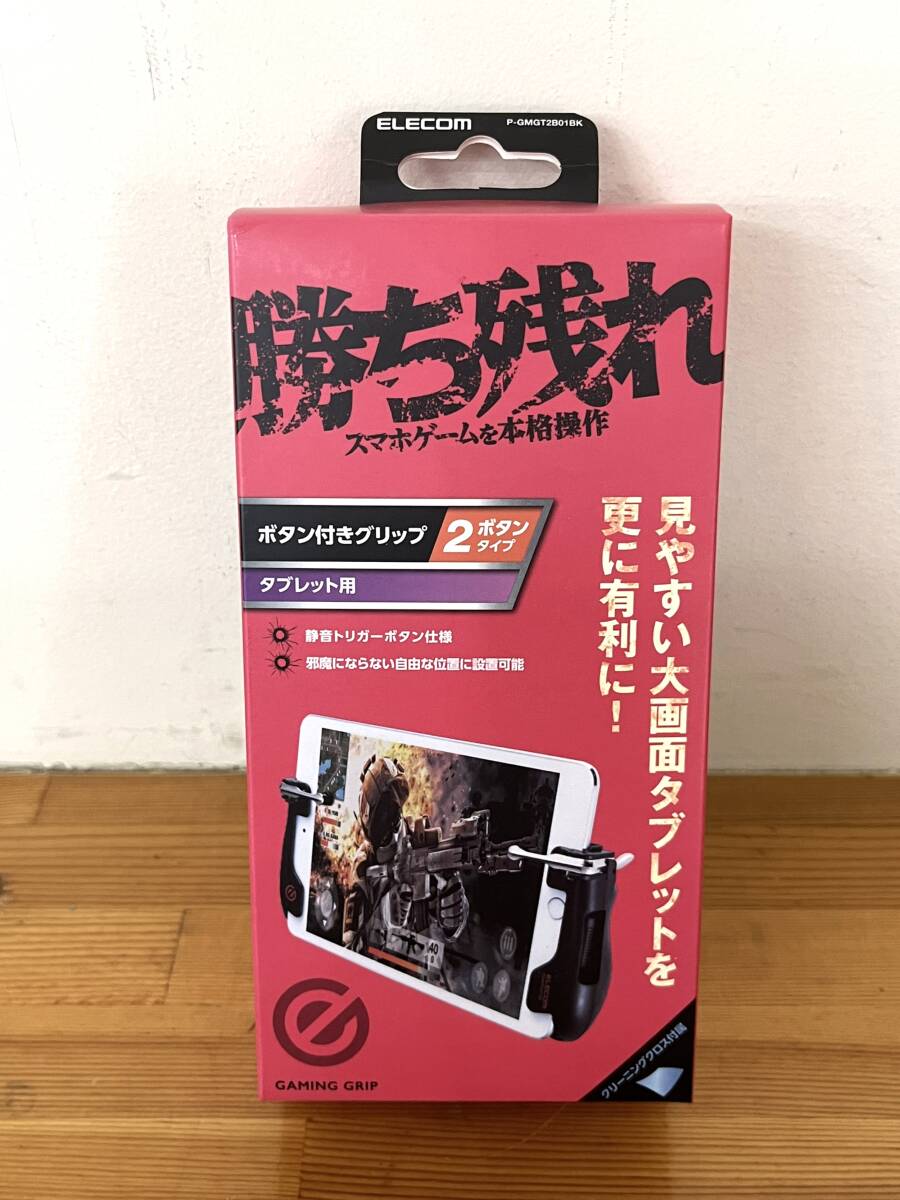 ELECOM
P-GMGT2B01BK
勝ち残れ
スマホゲームを本格操作
ボタン付きグリップ
2ボタンタイプ
タブレット用
静音トリガーボタン仕様
邪魔にならない自由な位置に設置可能
見やすい大画面タブレットを
更に有利に!
40
ELECOM
GAMING GRIP
クリーニングクロス付属